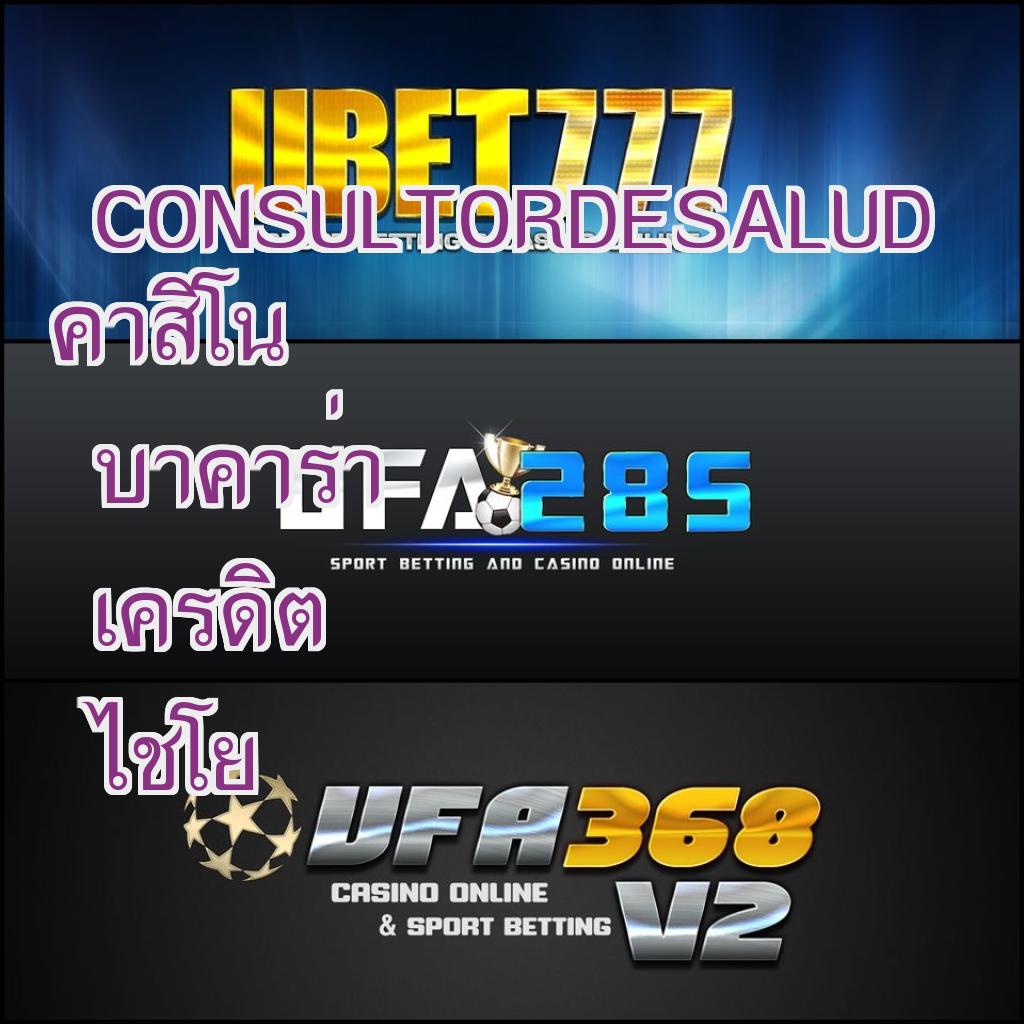 UBET777
CONSULTORDESALUD
คาสิโน
บาคาร่า
UFA285
SPORT BETTING AND CASINO ONLINE
เครดิต
ไชโย
UFA368
CASINO ONLINE
& SPORT BETTING
V2